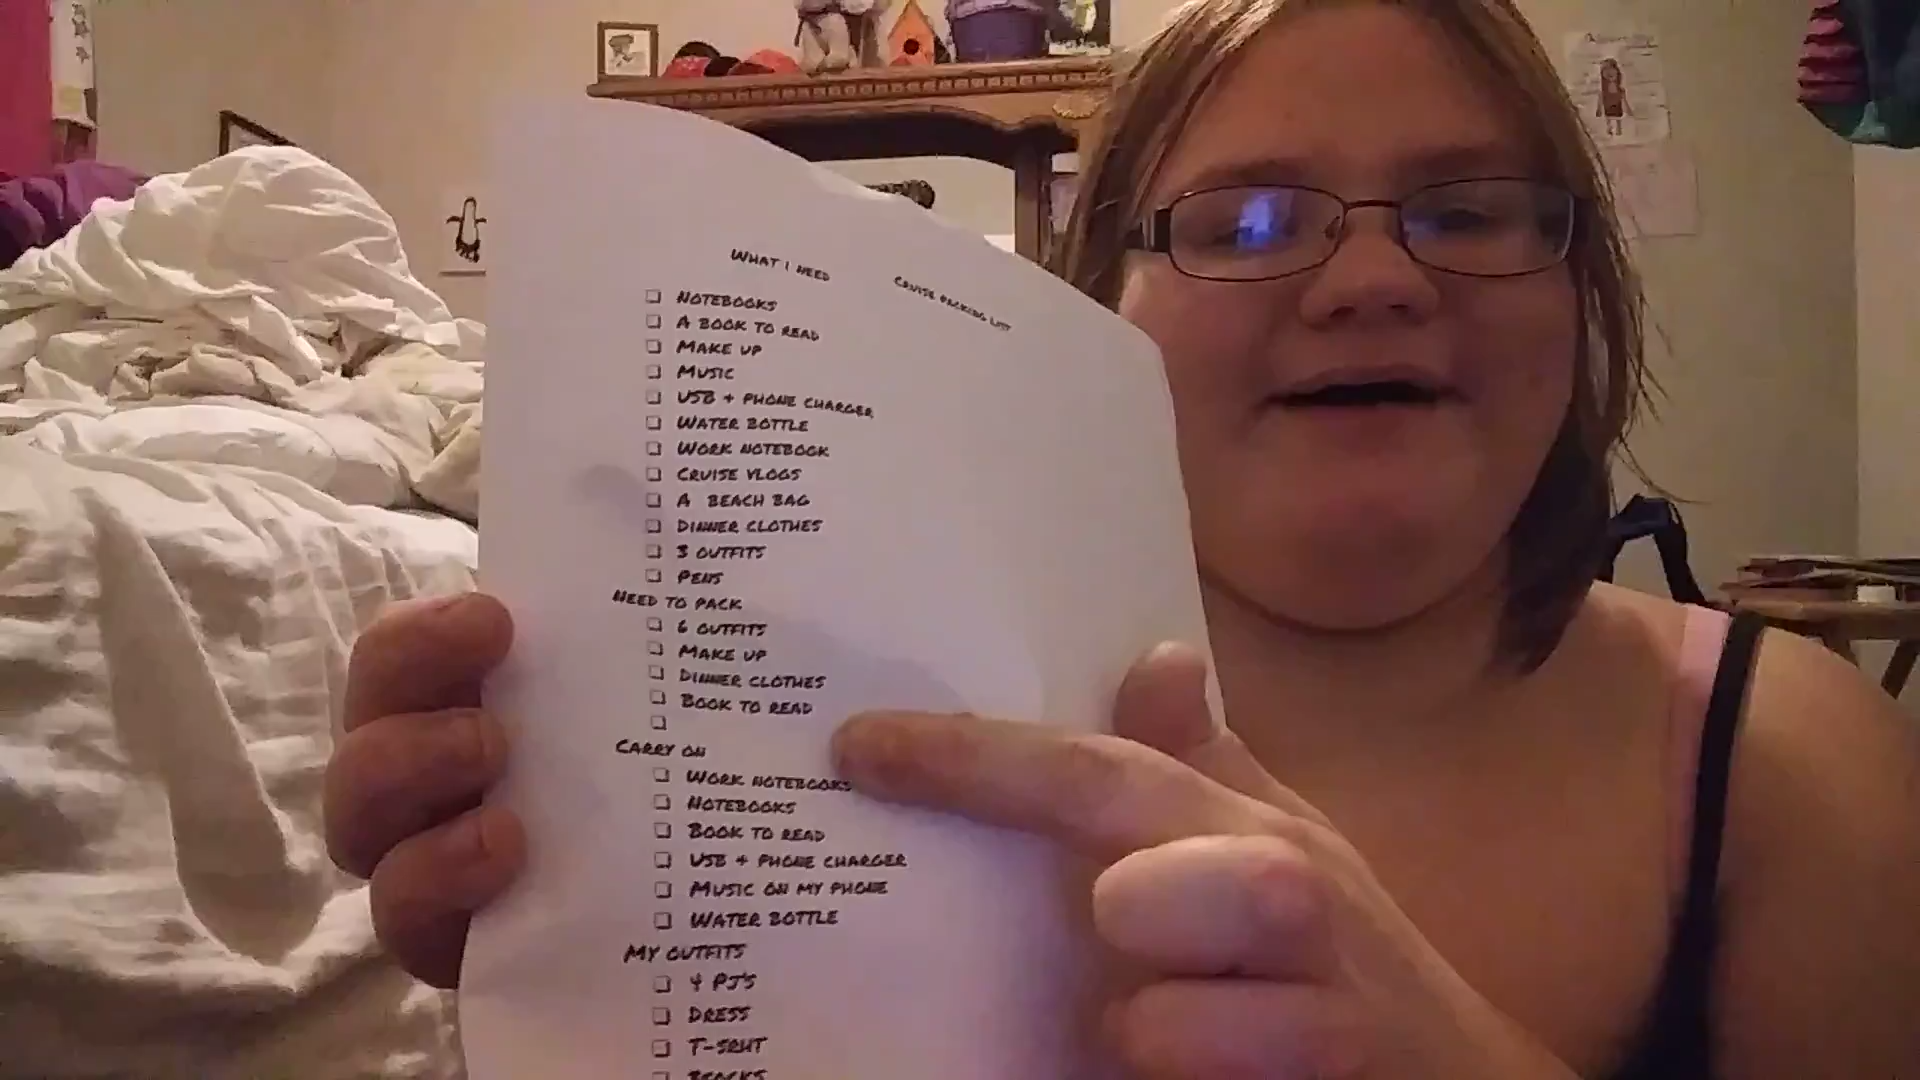 What I need
Cruise packing list
Notebooks
A book to read
Make up
Music
USB + phone charger
Water bottle
Work notebook
Cruise vlogs
A beach bag
Dinner clothes
3 outfits
Pens
Need to pack
6 outfits
Make up
Dinner clothes
Book to read
Carry on
Work notebooks
Notebooks
Book to read
USB + phone charger
Music on my phone
Water bottle
My outfits
4 PJ's
Dress
T-srht